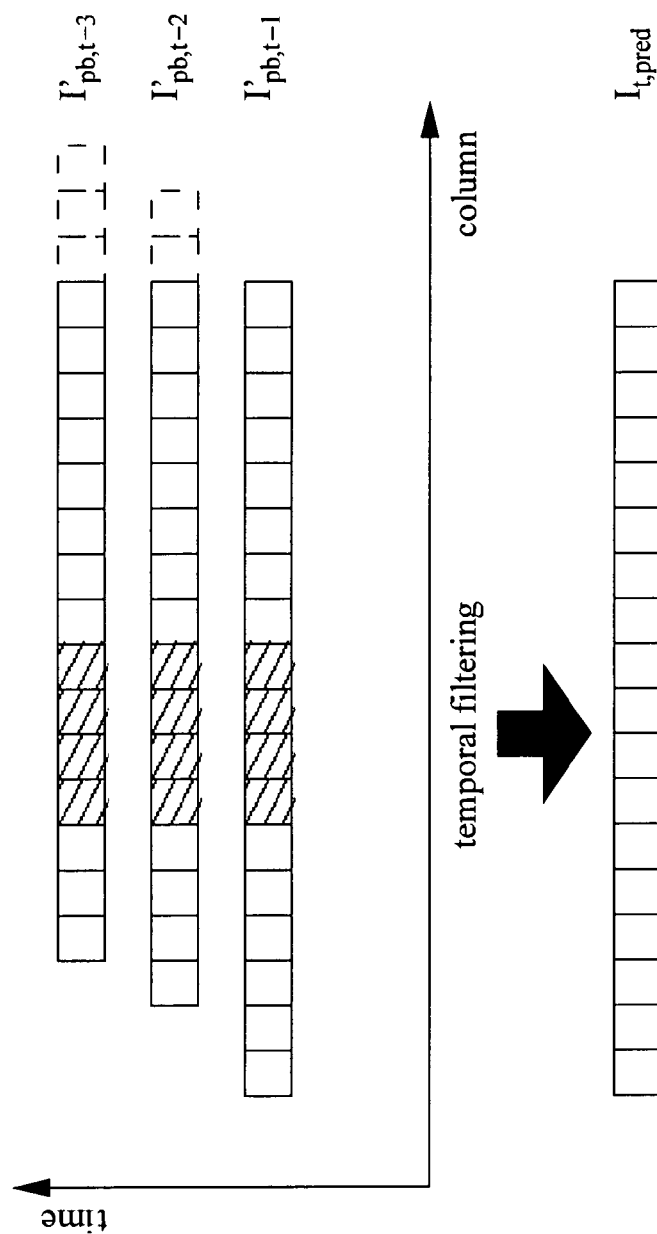 time
I'pb,t−3
I'pb,t−2
I'pb,t−1
column
temporal filtering
It,pred